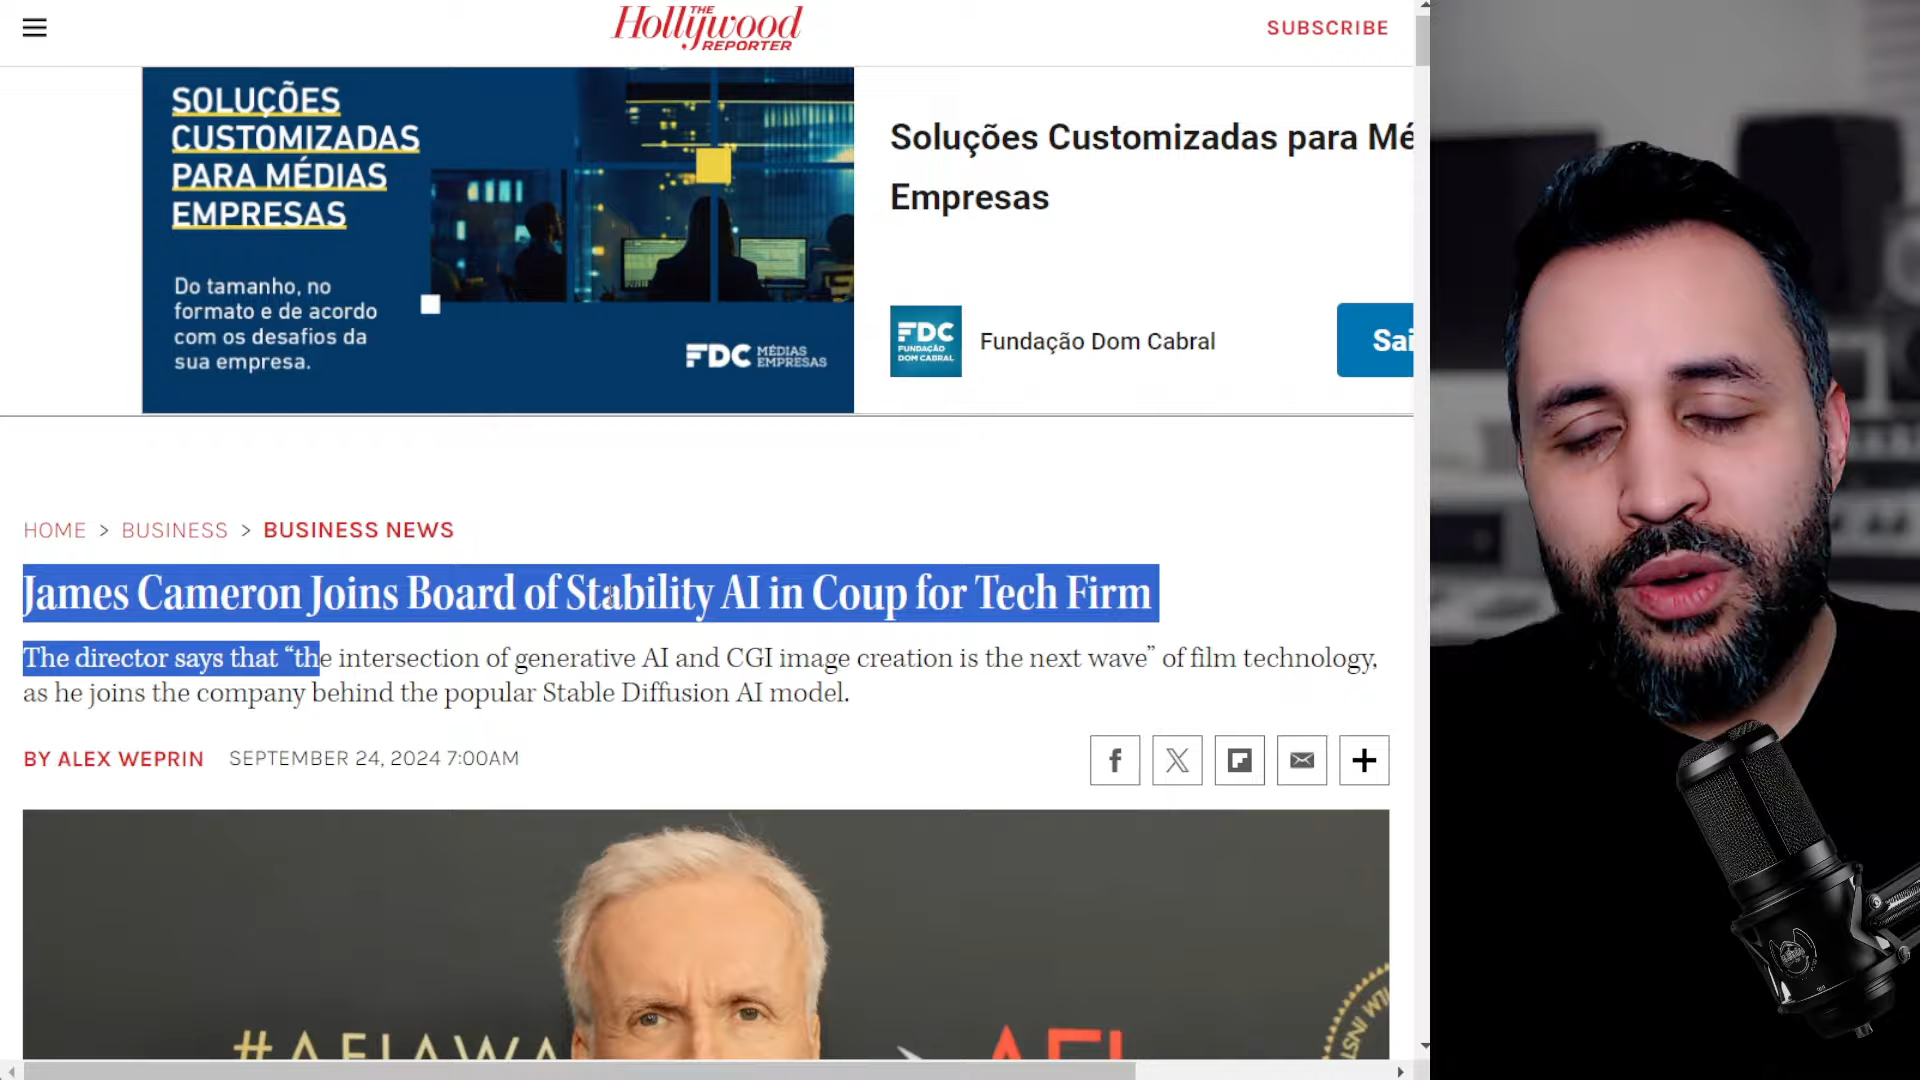 THE
Hollywood
REPORTER
SUBSCRIBE
SOLUÇÕES
CUSTOMIZADAS
PARA MÉDIAS
EMPRESAS
Do tamanho, no
formato e de acordo
com os desafios da
sua empresa.
FDC MÉDIAS
EMPRESAS
Soluções Customizadas para Mé
Empresas
FDC
FUNDAÇÃO
DOM CABRAL
Fundação Dom Cabral
Sai
HOME > BUSINESS > BUSINESS NEWS
James Cameron Joins Board of Stability AI in Coup for Tech Firm
The director says that “the intersection of generative AI and CGI image creation is the next wave” of film technology,
as he joins the company behind the popular Stable Diffusion AI model.
BY ALEX WEPRIN SEPTEMBER 24, 2024 7:00AM
#AFIAWA
AFI